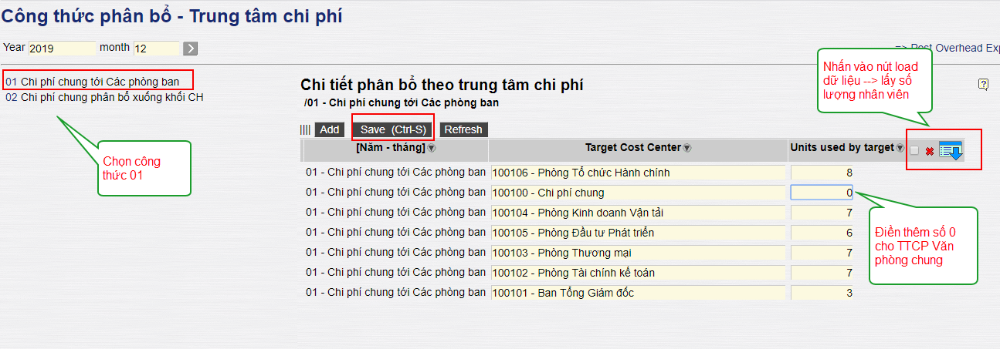 Công thức phân bổ - Trung tâm chi phí
Year 2019 month 12
=> Post Overhead Exp
01 Chi phí chung tới Các phòng ban
02 Chi phí chung phân bổ xuống khối CH
Chọn công
thức 01
Chi tiết phân bổ theo trung tâm chi phí
/01 - Chi phí chung tới Các phòng ban
Nhấn vào nút load
dữ liệu --> lấy số
lượng nhân viên
|||| Add Save (Ctrl-S) Refresh
[Năm - tháng] Target Cost Center Units used by target
01 - Chi phí chung tới Các phòng ban 100106 - Phòng Tổ chức Hành chính 8
01 - Chi phí chung tới Các phòng ban 100100 - Chi phí chung 0
01 - Chi phí chung tới Các phòng ban 100104 - Phòng Kinh doanh Vận tải 7
01 - Chi phí chung tới Các phòng ban 100105 - Phòng Đầu tư Phát triển 6
01 - Chi phí chung tới Các phòng ban 100103 - Phòng Thương mại 7
01 - Chi phí chung tới Các phòng ban 100102 - Phòng Tài chính kế toán 7
01 - Chi phí chung tới Các phòng ban 100101 - Ban Tổng Giám đốc 3
Điền thêm số 0
cho TTCP Văn
phòng chung